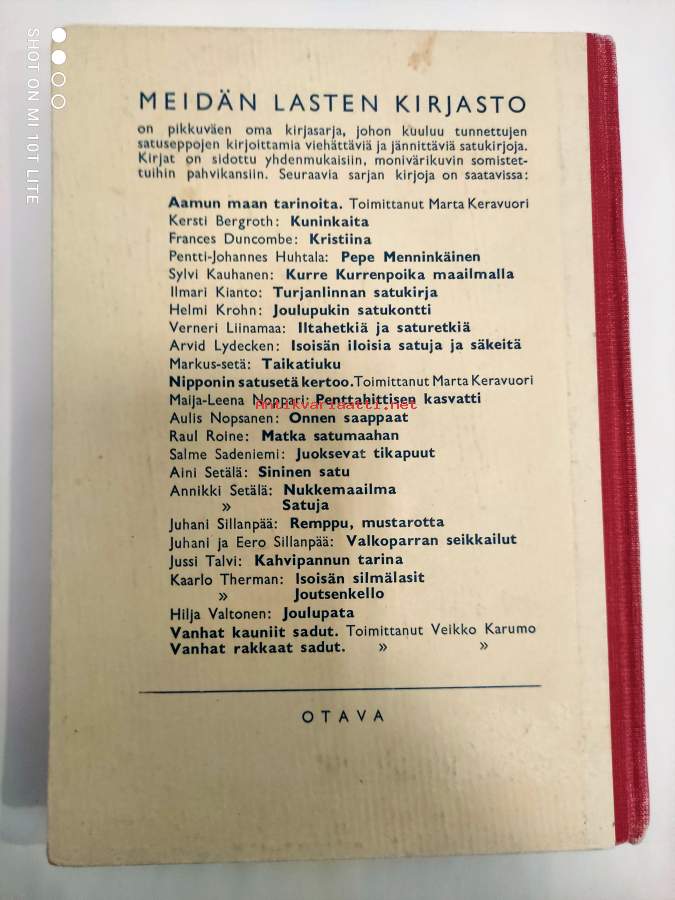 MEIDÄN LASTEN KIRJASTO
on pikkuväen oma kirjasarja, johon kuuluu tunnettujen
satuseppojen kirjoittamia viehättäviä ja jännittäviä satukirjoja.
Kirjat on sidottu yhdenmukaisiin, monivärikuvin somistet-
tuihin pahvikansiin. Seuraavia sarjan kirjoja on saatavissa:
Aamun maan tarinoita. Toimittanut Marta Keravuori
Kersti Bergroth: Kuninkaita
Frances Duncombe: Kristiina
Pentti-Johannes Huhtala: Pepe Menninkäinen
Sylvi Kauhanen: Kurre Kurrenpoika maailmalla
Ilmari Kianto: Turjanlinnan satukirja
Helmi Krohn: Joulupukin satukontti
Verneri Liinamaa: Iltahetkiä ja saturetkiä
Arvid Lydecken: Isoisän iloisia satuja ja säkeitä
Markus-setä: Taikatiuku
Nipponin satusetä kertoo. Toimittanut Marta Keravuori
Maija-Leena Noppari: Penttahittisen kasvatti
Antikvariaatti.net
Aulis Nopsanen: Onnen saappaat
Raul Roine: Matka satumaahan
Salme Sadeniemi: Juoksevat tikapuut
Aini Setälä: Sininen satu
Annikki Setälä: Nukkemaailma
» Satuja
Juhani Sillanpää: Remppu, mustarotta
Juhani ja Eero Sillanpää: Valkoparran seikkailut
Jussi Talvi: Kahvipannun tarina
Kaarlo Therman: Isoisän silmälasit
» Joutsenkello
Hilja Valtonen: Joulupata
Vanhat kauniit sadut. Toimittanut Veikko Karumo
Vanhat rakkaat sadut. » »
OTAVA
SHOT ON MI 10T LITE